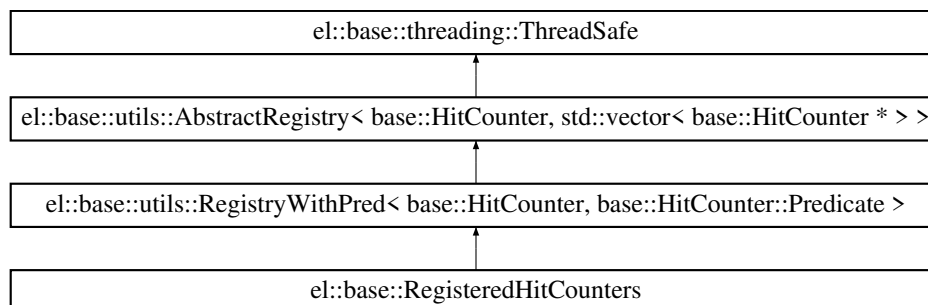 el::base::threading::ThreadSafe
el::base::utils::AbstractRegistry< base::HitCounter, std::vector< base::HitCounter * > >
el::base::utils::RegistryWithPred< base::HitCounter, base::HitCounter::Predicate >
el::base::RegisteredHitCounters